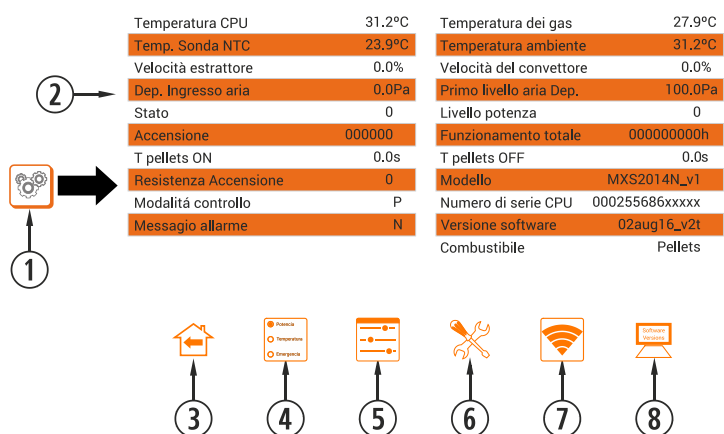 Temperatura CPU 31.2ºC Temperatura dei gas 27.9ºC
Temp. Sonda NTC 23.9ºC Temperatura ambiente 31.2ºC
Velocità estrattore 0.0% Velocità del convettore 0.0%
2 Dep. Ingresso aria 0.0Pa Primo livello aria Dep. 100.0Pa
Stato 0 Livello potenza 0
Accensione 000000 Funzionamento totale 000000000h
T pellets ON 0.0s T pellets OFF 0.0s
Resistenza Accensione 0 Modello MXS2014N_v1
Modalitá controllo P Numero di serie CPU 000255686xxxxx
Messagio allarme N Versione software 02aug16_v2t
Combustibile Pellets
1
Potencia
Temperatura
Emergencia
Software
Versions
3 4 5 6 7 8